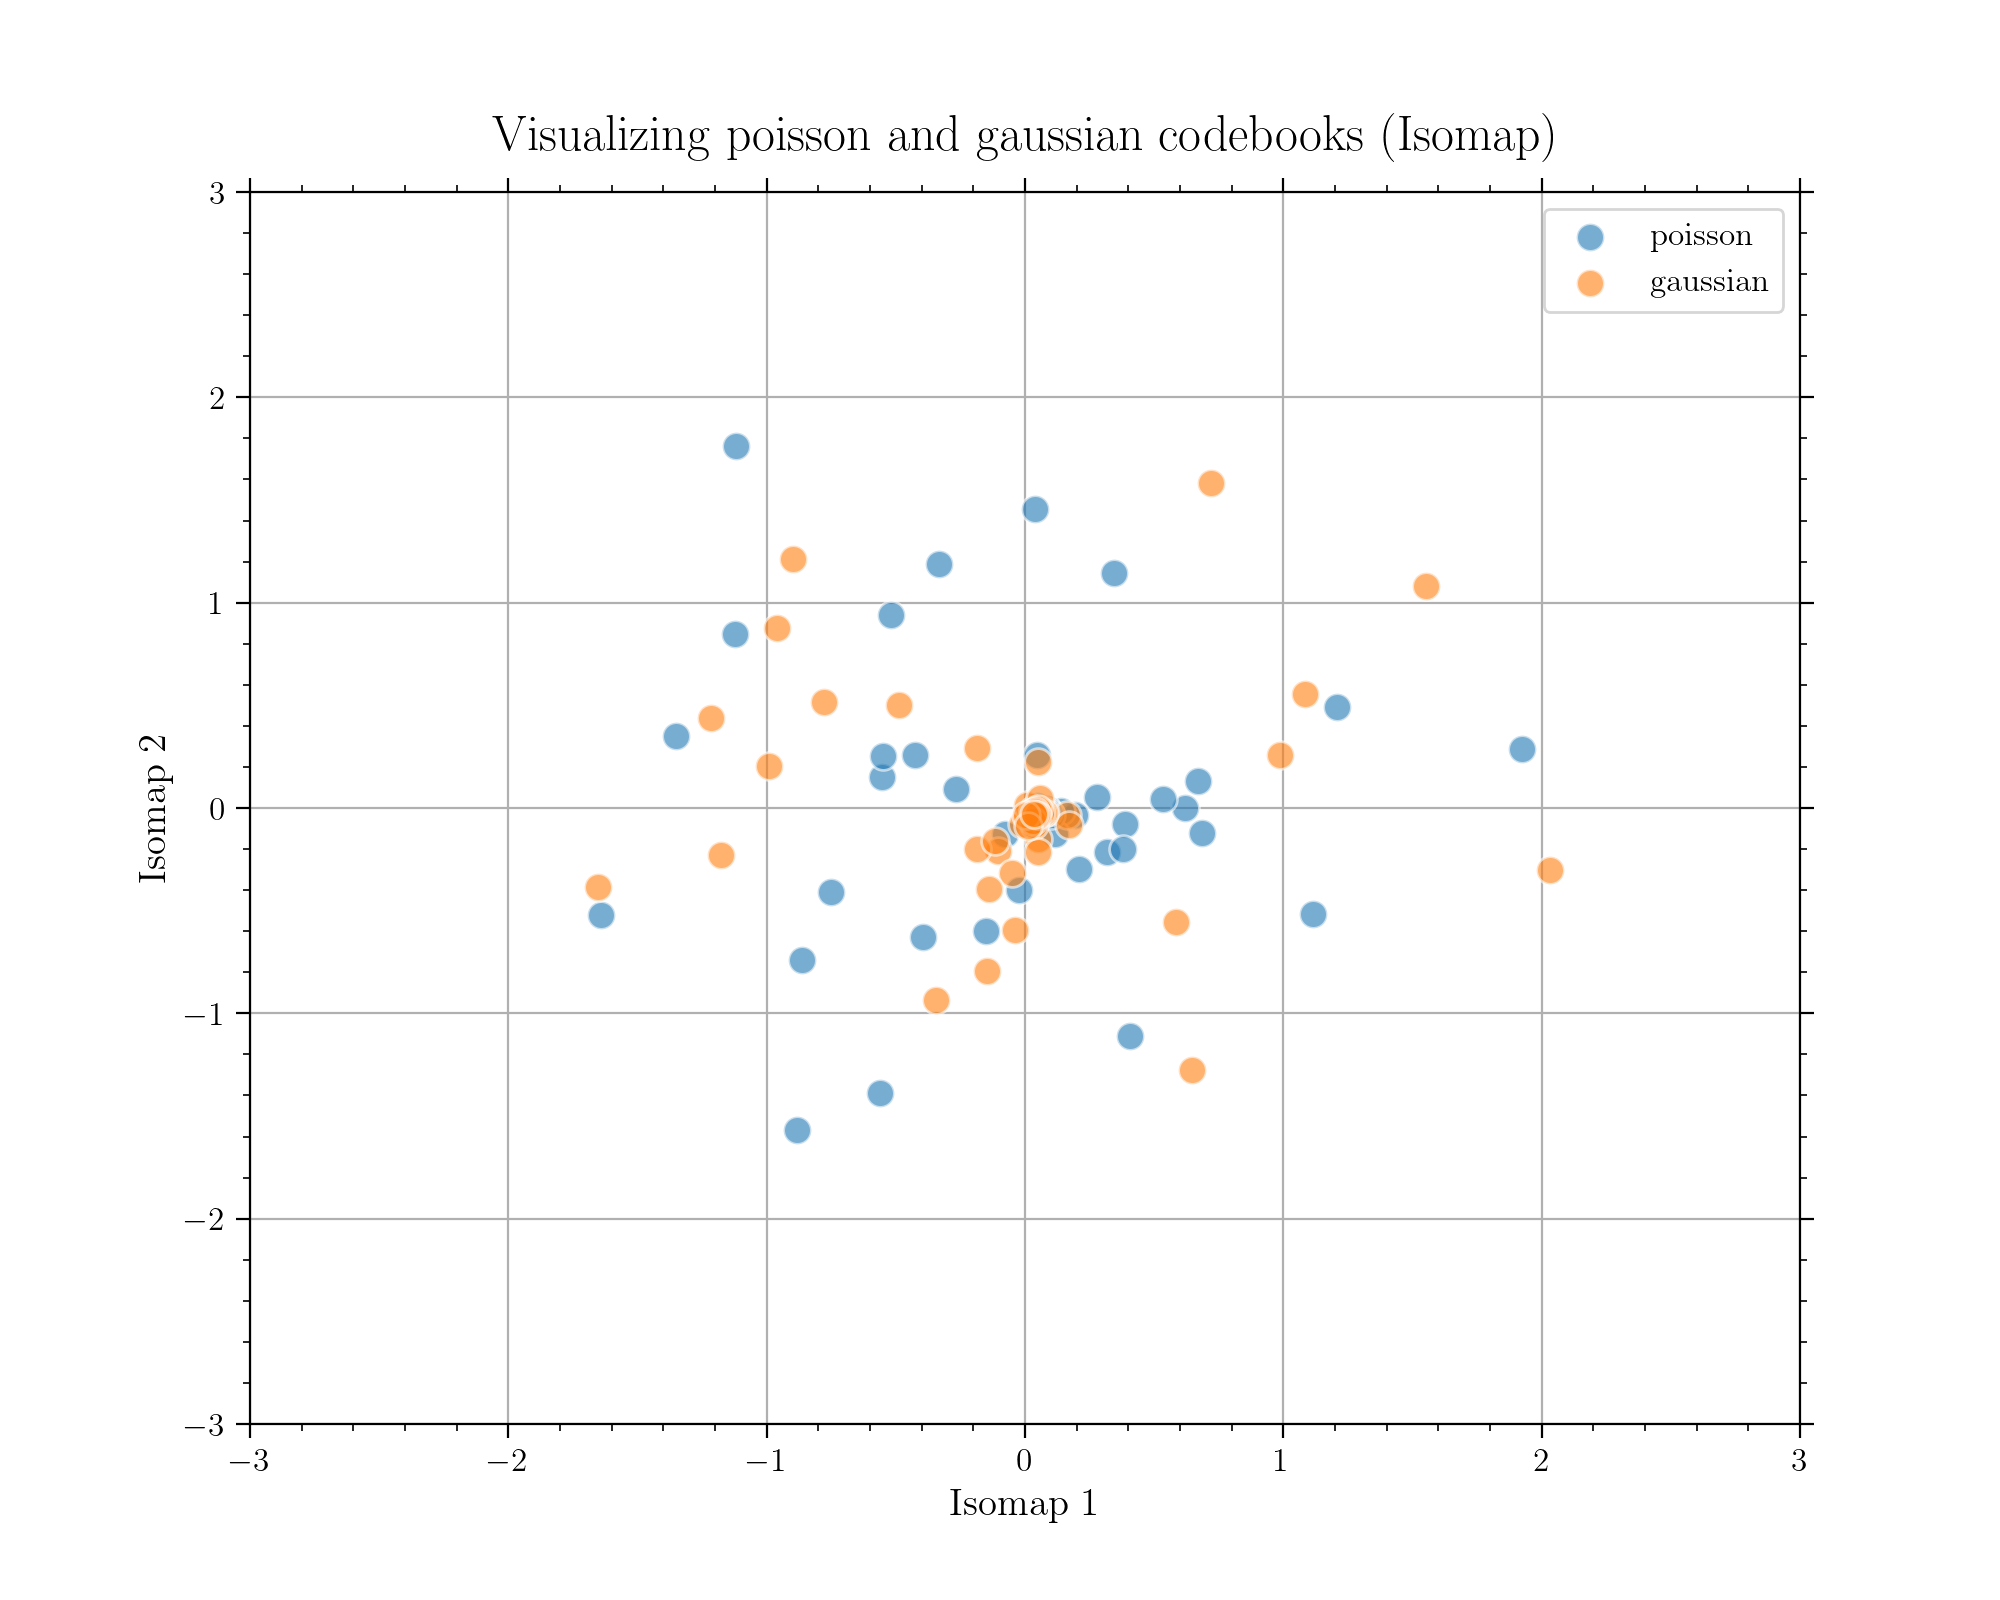 Visualizing poisson and gaussian codebooks (Isomap)
poisson
gaussian
3
2
1
0
−1
−2
−3
Isomap 2
−3 −2 −1 0 1 2 3
Isomap 1